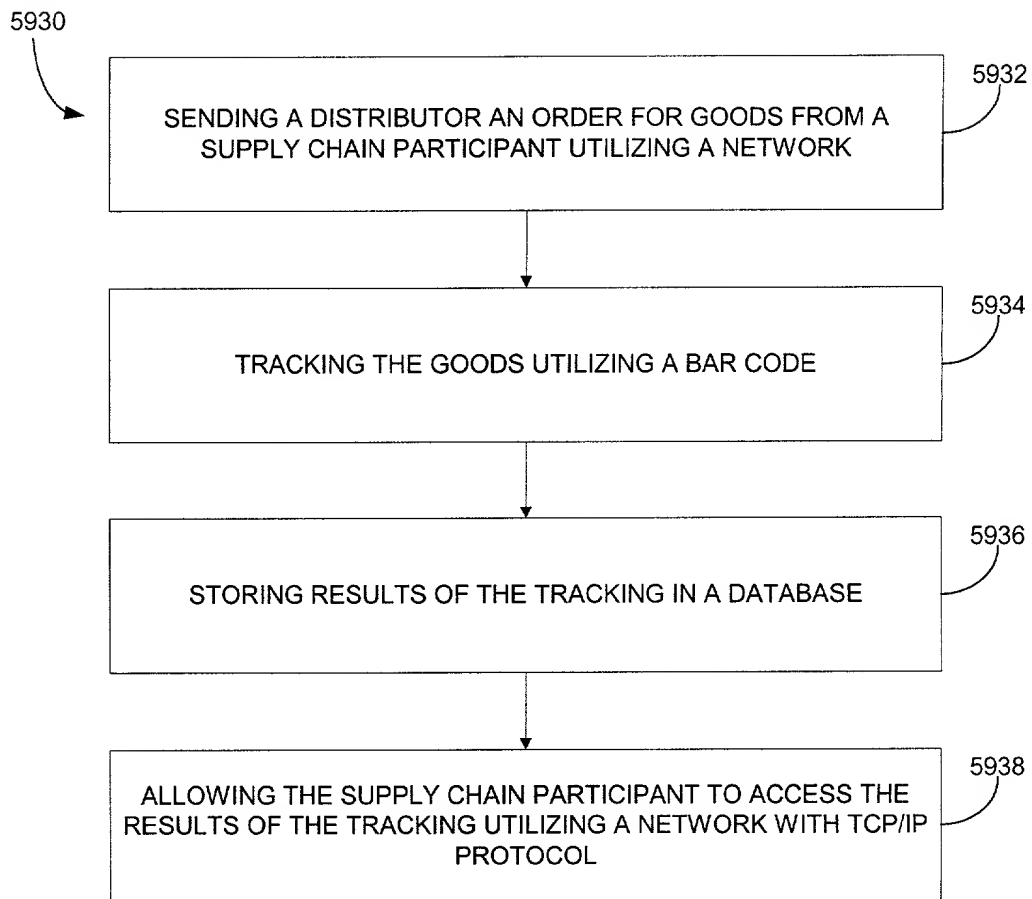 5930
5932
SENDING A DISTRIBUTOR AN ORDER FOR GOODS FROM A
SUPPLY CHAIN PARTICIPANT UTILIZING A NETWORK
5934
TRACKING THE GOODS UTILIZING A BAR CODE
5936
STORING RESULTS OF THE TRACKING IN A DATABASE
5938
ALLOWING THE SUPPLY CHAIN PARTICIPANT TO ACCESS THE
RESULTS OF THE TRACKING UTILIZING A NETWORK WITH TCP/IP
PROTOCOL